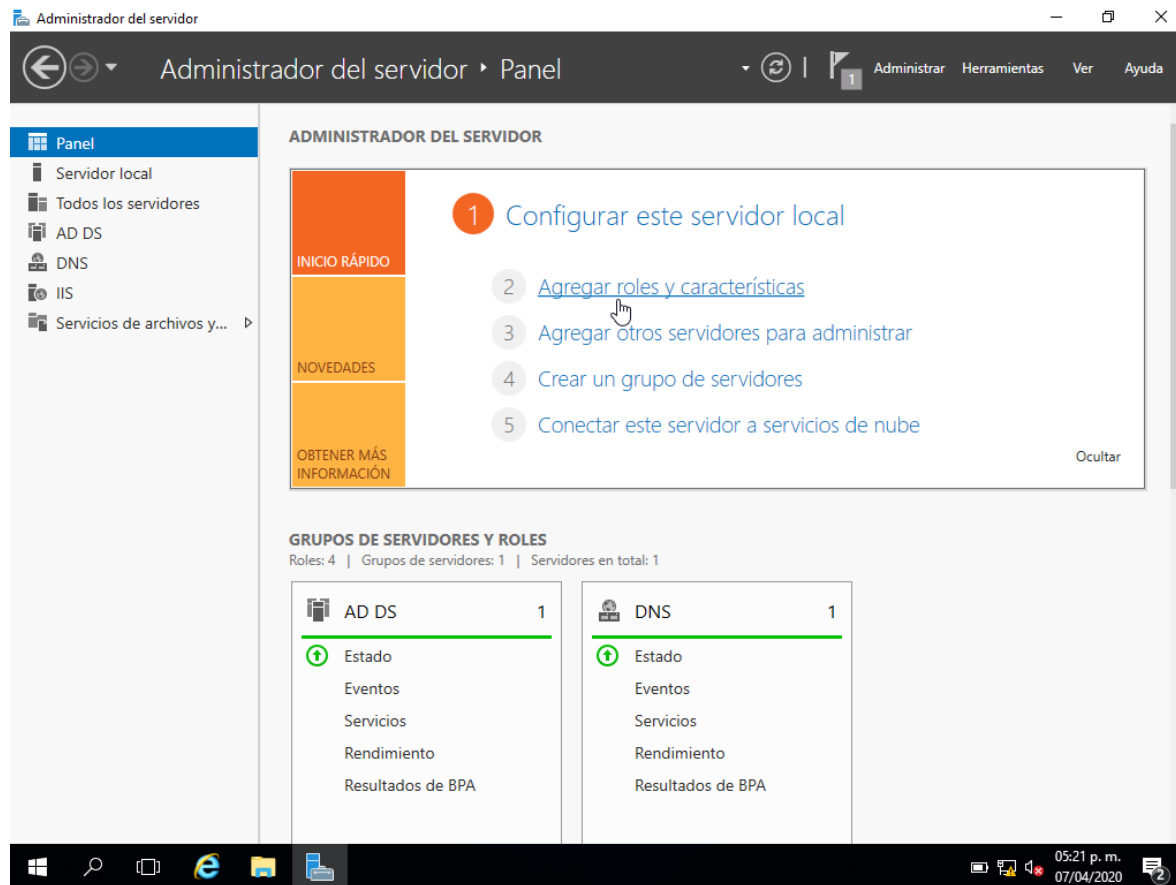 Administrador del servidor
Administrador del servidor ‣ Panel
1
Administrar Herramientas Ver Ayuda
Panel
Servidor local
Todos los servidores
AD DS
DNS
IIS
Servicios de archivos y...
ADMINISTRADOR DEL SERVIDOR
INICIO RÁPIDO
NOVEDADES
OBTENER MÁS
INFORMACIÓN
1 Configurar este servidor local
2 Agregar roles y características
3 Agregar otros servidores para administrar
4 Crear un grupo de servidores
5 Conectar este servidor a servicios de nube
Ocultar
GRUPOS DE SERVIDORES Y ROLES
Roles: 4 | Grupos de servidores: 1 | Servidores en total: 1
AD DS 1
Estado
Eventos
Servicios
Rendimiento
Resultados de BPA
DNS 1
Estado
Eventos
Servicios
Rendimiento
Resultados de BPA
05:21 p. m.
07/04/2020
2